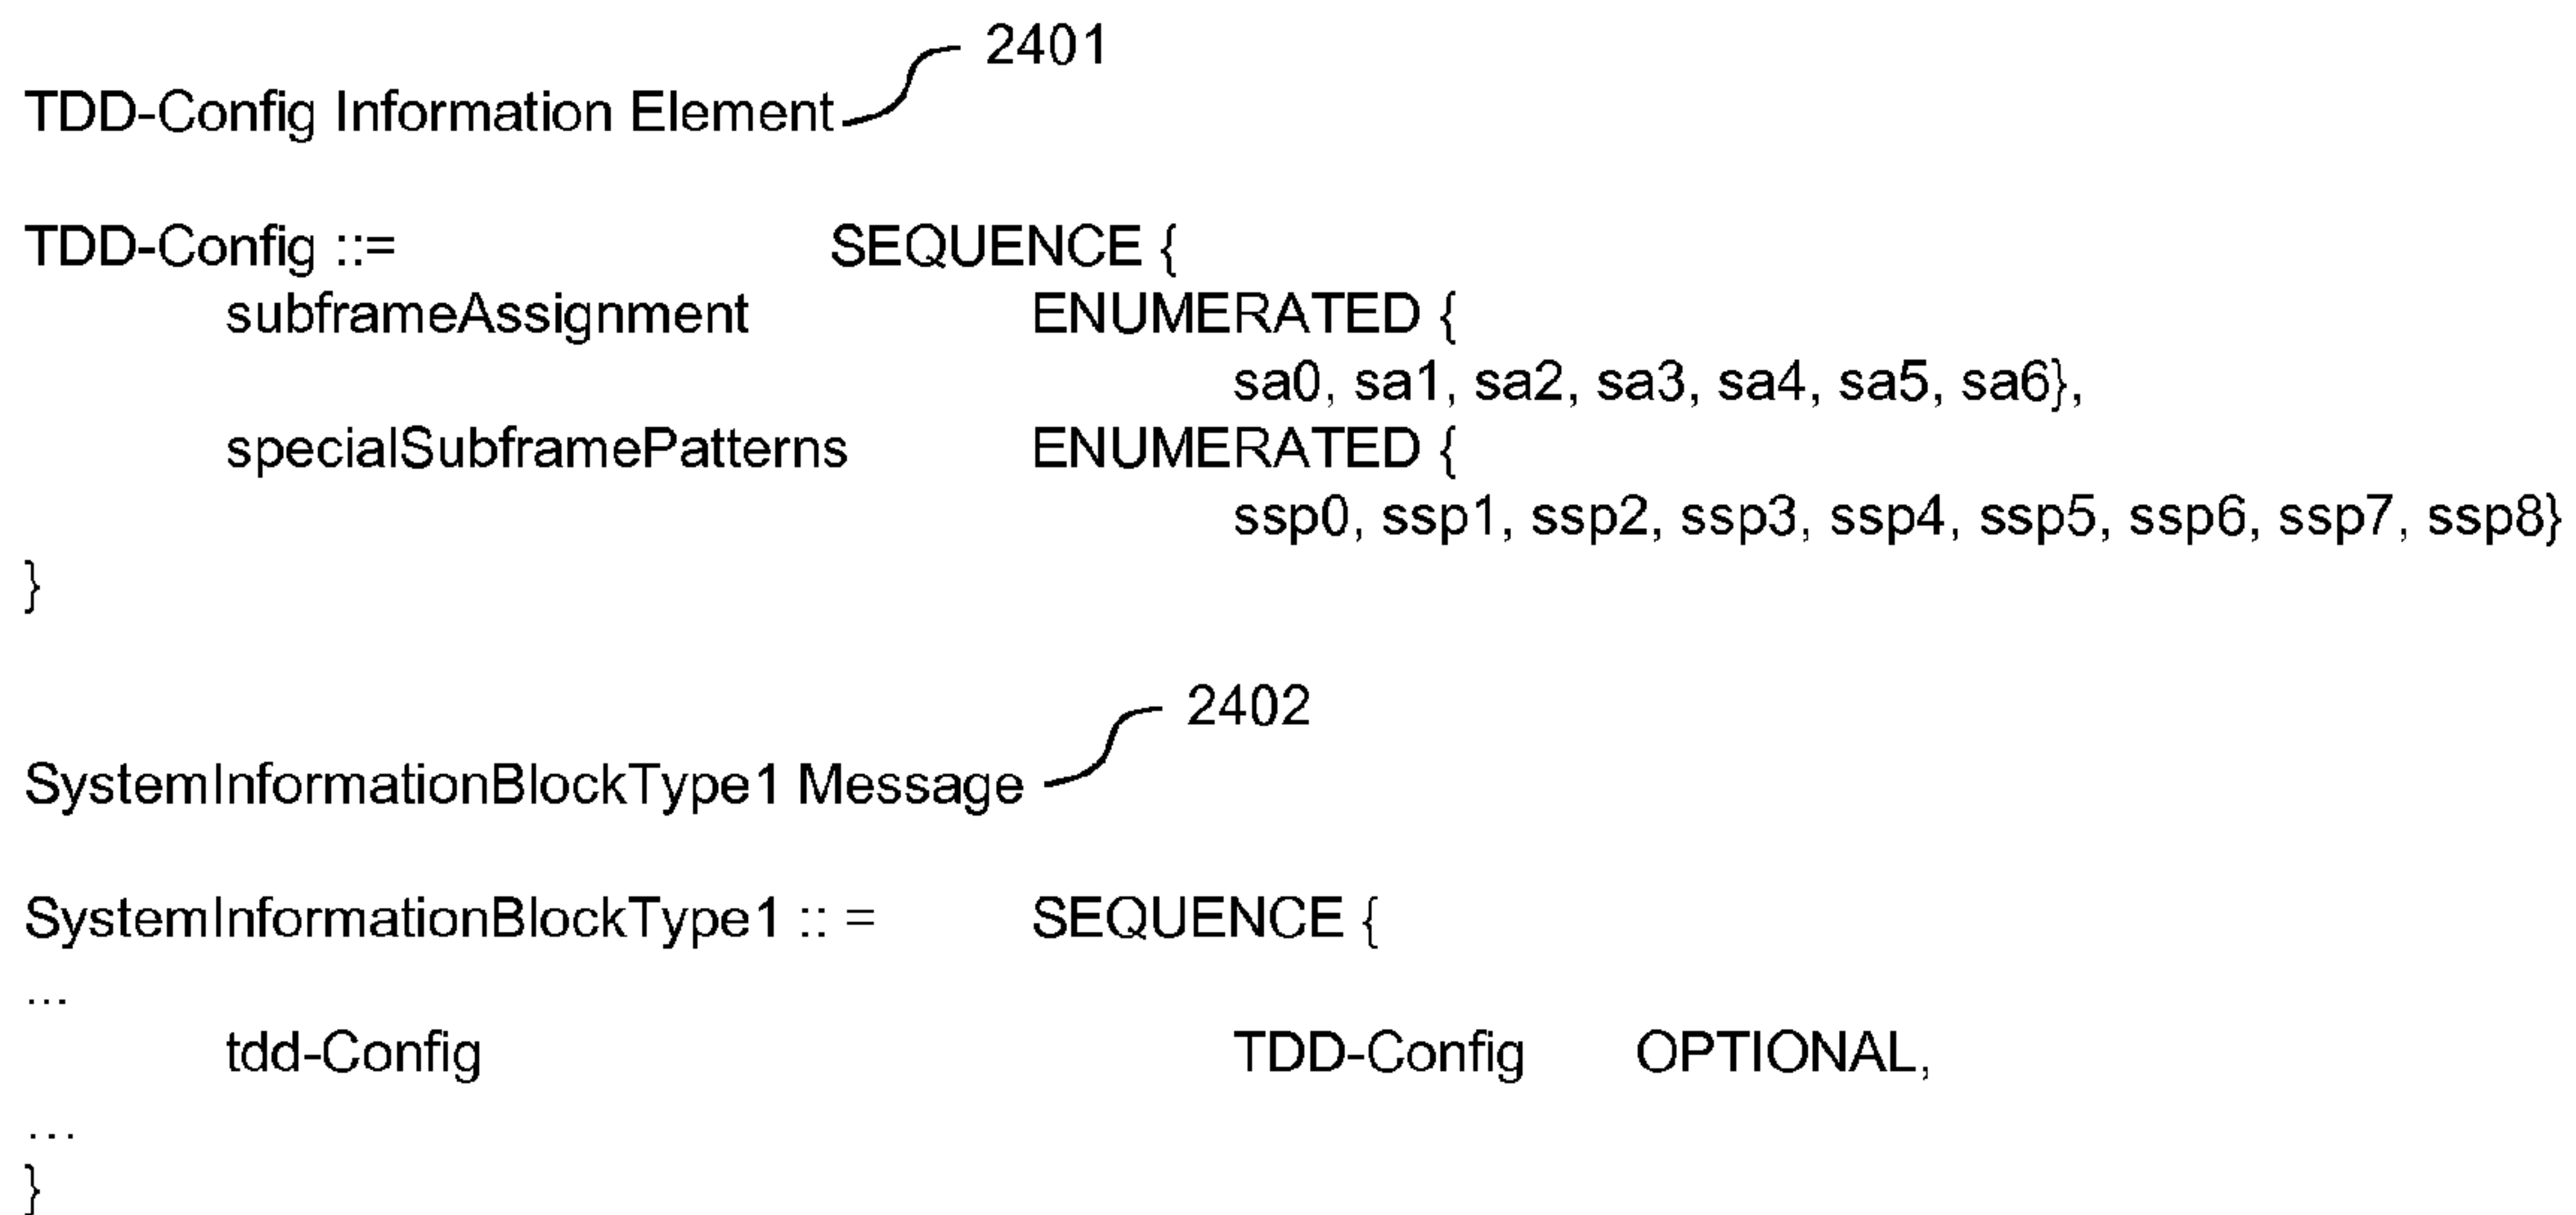 2401
TDD-Config Information Element
TDD-Config ::= SEQUENCE {
subframeAssignment ENUMERATED {
sa0, sa1, sa2, sa3, sa4, sa5, sa6},
specialSubframePatterns ENUMERATED {
ssp0, ssp1, ssp2, ssp3, ssp4, ssp5, ssp6, ssp7, ssp8}
}
2402
SystemInformationBlockType1 Message
SystemInformationBlockType1 :: = SEQUENCE {
...
tdd-Config TDD-Config OPTIONAL,
...
}